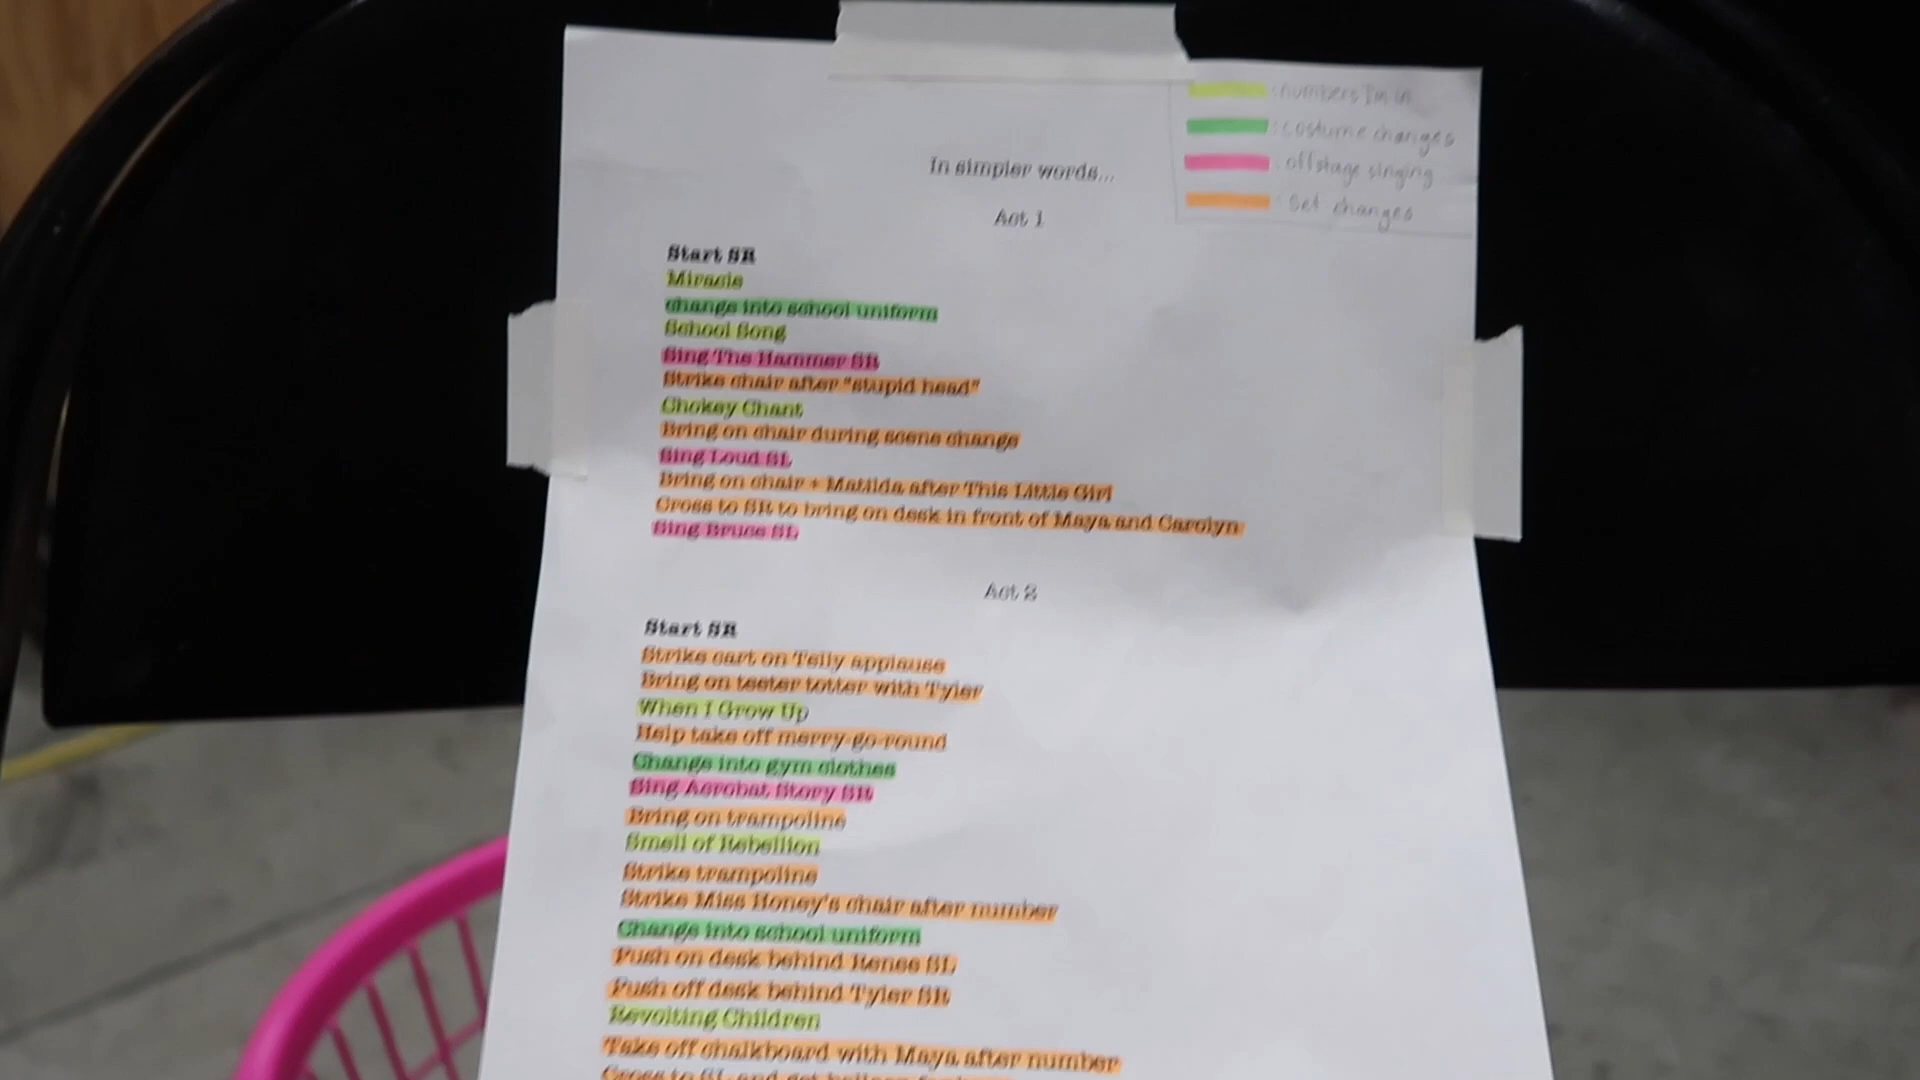 : numbers I'm in
: costume changes
: offstage singing
: set changes
In simpler words...
Act 1
Start SR
Miracle
change into school uniform
School Song
Sing The Hammer SR
Strike chair after "stupid head"
Chokey Chant
Bring on chair during scene change
Sing Loud SL
Bring on chair + Matilda after This Little Girl
Cross to SR to bring on desk in front of Maya and Carolyn
Sing Bruce SL
Act 2
Start SR
Strike cart on Telly applause
Bring on teeter totter with Tyler
When I Grow Up
Help take off merry-go-round
Change into gym clothes
Sing Acrobat Story SR
Bring on trampoline
Smell of Rebellion
Strike trampoline
Strike Miss Honey's chair after number
Change into school uniform
Push on desk behind Renee SL
Push off desk behind Tyler SR
Revolting Children
Take off chalkboard with Maya after number
Cross to SL and get